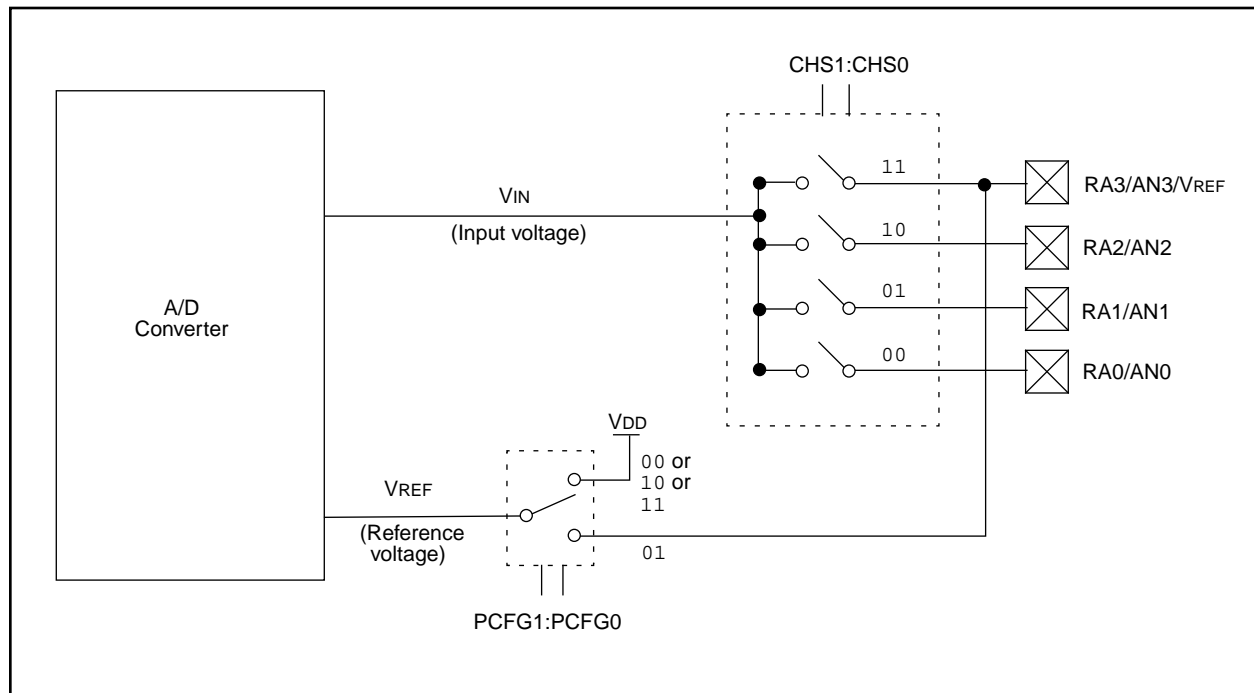 CHS1:CHS0
11
RA3/AN3/VREF
VIN
(Input voltage)
10
RA2/AN2
A/D
Converter
01
RA1/AN1
00
RA0/AN0
VDD
00 or
10 or
11
VREF
(Reference
voltage)
01
PCFG1:PCFG0